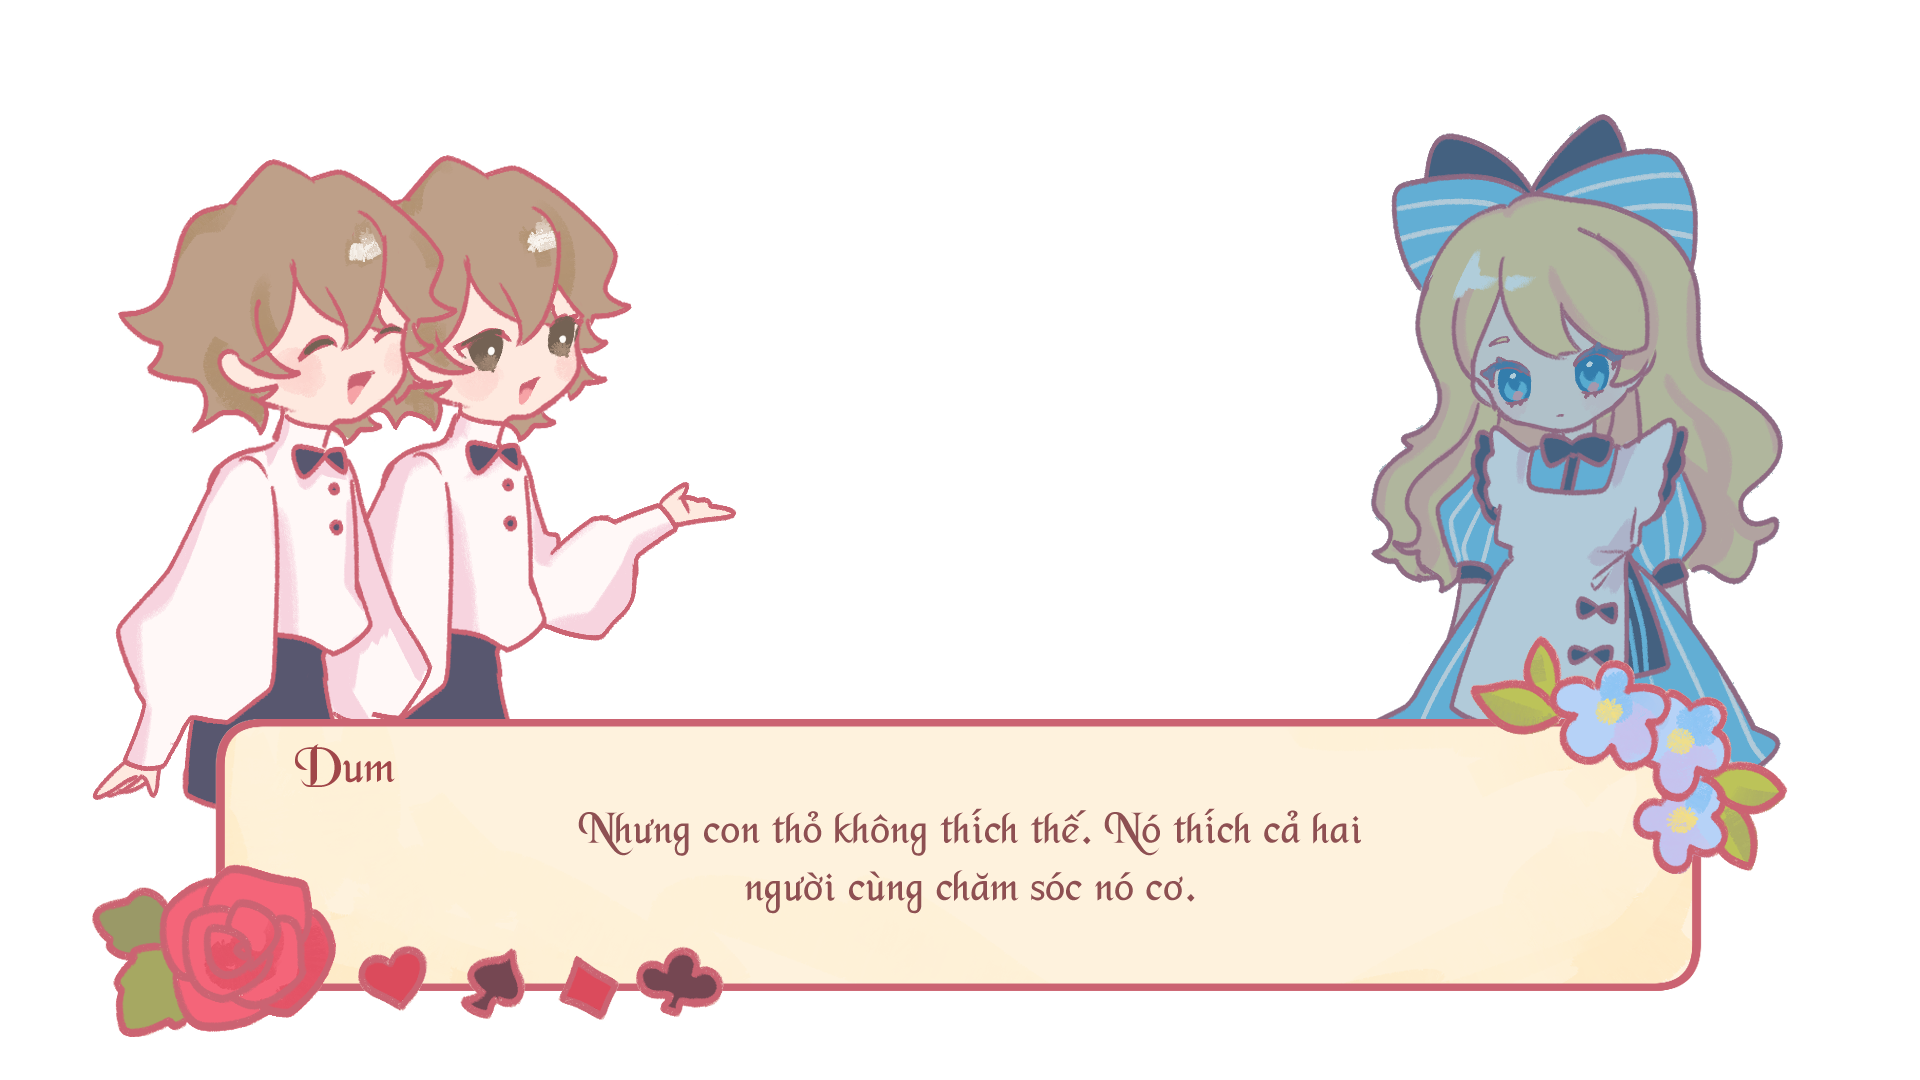 Dum
Nhưng con thỏ không thích thế. Nó thích cả hai
người cùng chăm sóc nó cơ.